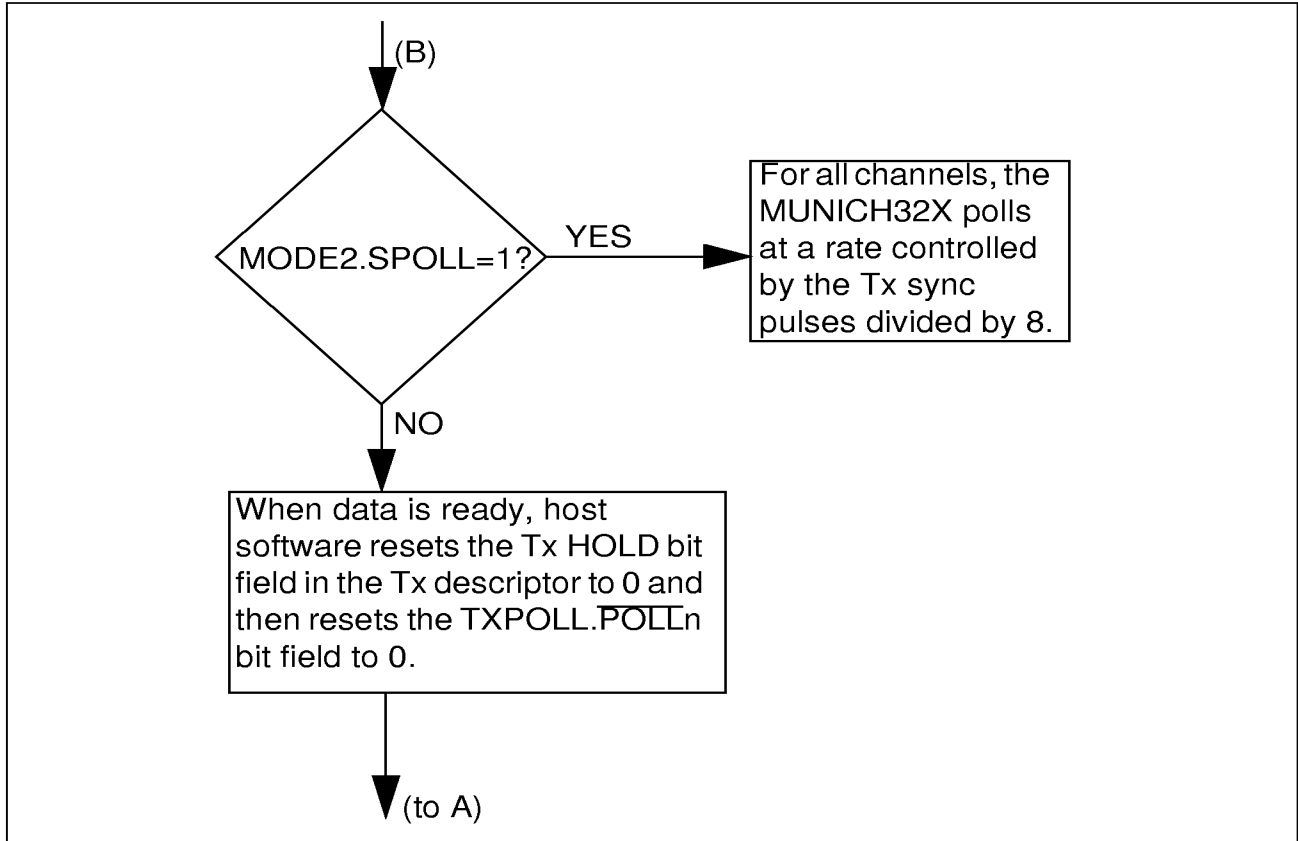 (B)
MODE2.SPOLL=1?
YES
For all channels, the
MUNICH32X polls
at a rate controlled
by the Tx sync
pulses divided by 8.
NO
When data is ready, host
software resets the Tx HOLD bit
field in the Tx descriptor to 0 and
then resets the TXPOLL.P̅O̅L̅L̅n
bit field to 0.
(to A)